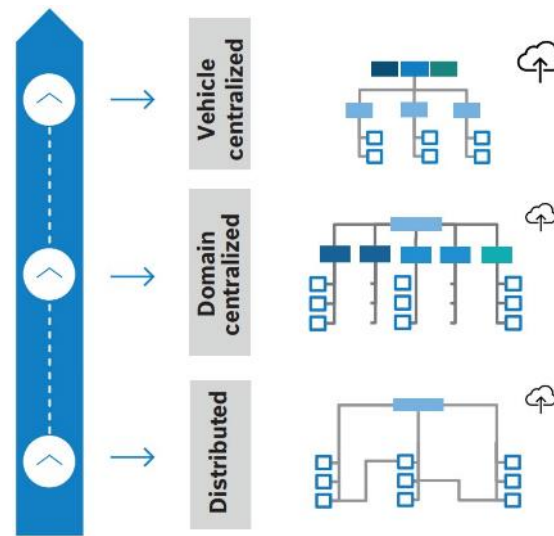 Vehicle
centralized
Domain
centralized
Distributed